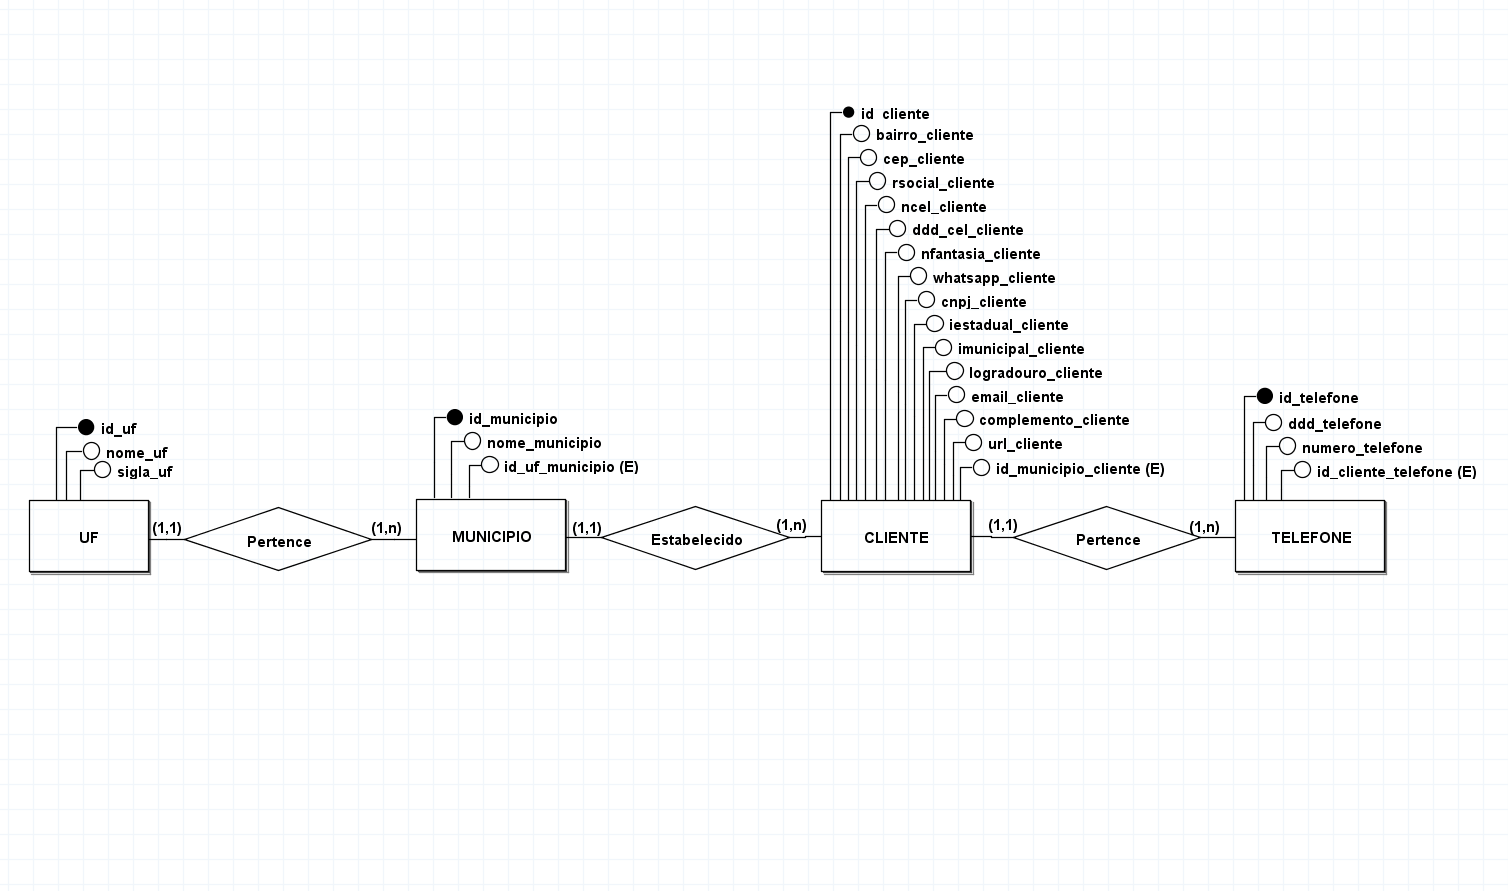 id_cliente
bairro_cliente
cep_cliente
rsocial_cliente
ncel_cliente
ddd_cel_cliente
nfantasia_cliente
whatsapp_cliente
cnpj_cliente
iestadual_cliente
imunicipal_cliente
logradouro_cliente
email_cliente
complemento_cliente
url_cliente
id_municipio_cliente (E)
id_uf
nome_uf
sigla_uf
id_municipio
nome_municipio
id_uf_municipio (E)
id_telefone
ddd_telefone
numero_telefone
id_cliente_telefone (E)
UF
(1,1)
Pertence
(1,n)
MUNICIPIO
(1,1)
Estabelecido
(1,n)
CLIENTE
(1,1)
Pertence
(1,n)
TELEFONE